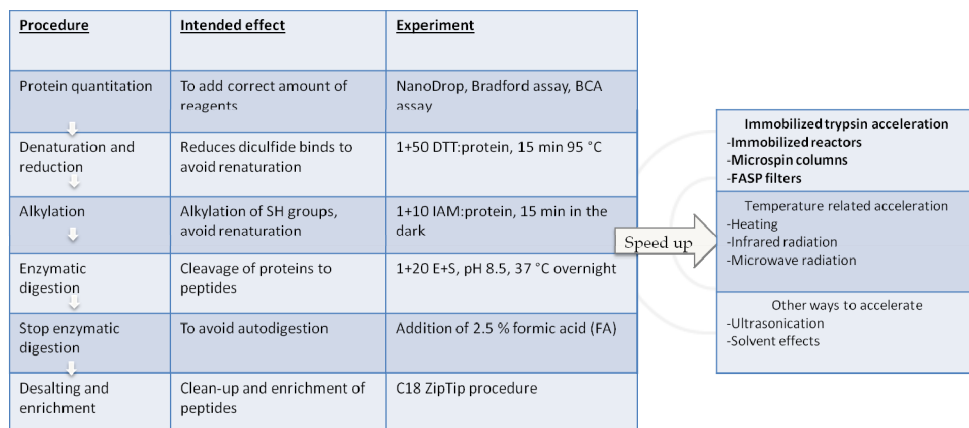 Procedure
Intended effect
Experiment
Protein quantitation
To add correct amount of
reagents
NanoDrop, Bradford assay, BCA
assay
Denaturation and
reduction
Reduces diculfide binds to
avoid renaturation
1+50 DTT:protein, 15 min 95 °C
Alkylation
Alkylation of SH groups,
avoid renaturation
1+10 IAM:protein, 15 min in the
dark
Enzymatic
digestion
Cleavage of proteins to
peptides
1+20 E+S, pH 8.5, 37 °C overnight
Stop enzymatic
digestion
To avoid autodigestion
Addition of 2.5 % formic acid (FA)
Desalting and
enrichment
Clean-up and enrichment of
peptides
C18 ZipTip procedure
Speed up
Immobilized trypsin acceleration
-Immobilized reactors
-Microspin columns
-FASP filters
Temperature related acceleration
-Heating
-Infrared radiation
-Microwave radiation
Other ways to accelerate
-Ultrasonication
-Solvent effects